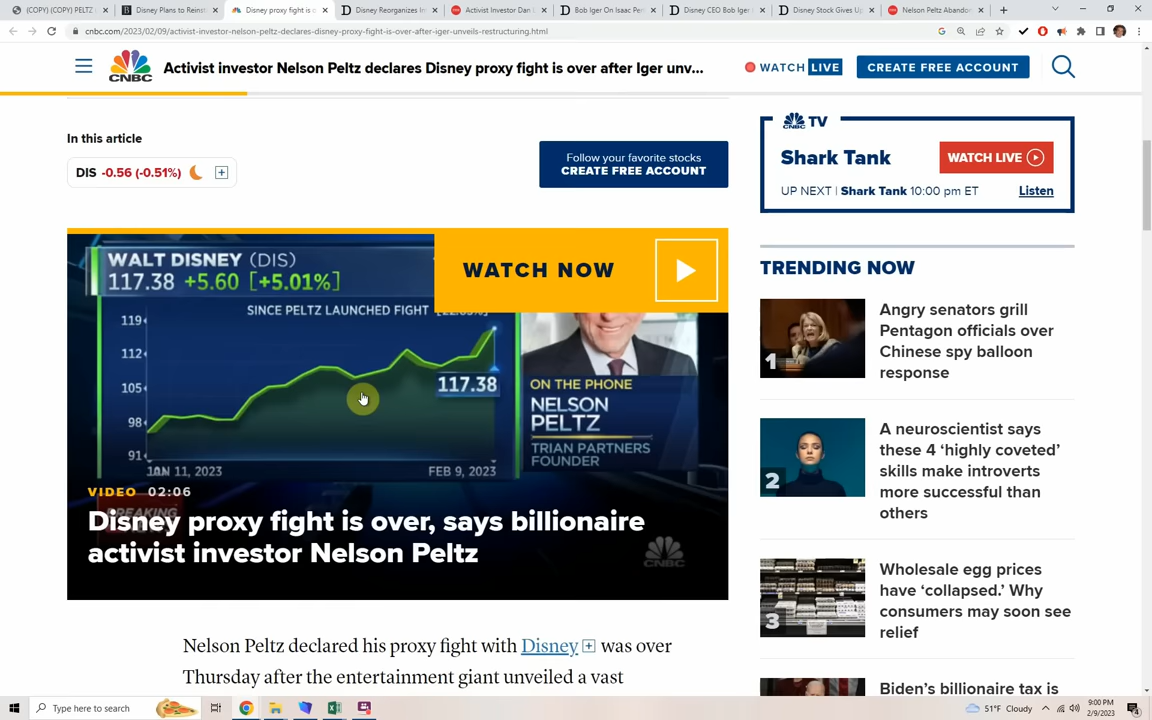 (COPY) (COPY) PELTZ
Disney Plans to Reinst
Disney proxy fight is o
Disney Reorganizes In
Activist Investor Dan L
Bob Iger On Isaac Per
Disney CEO Bob Iger
Disney Stock Gives Up
Nelson Peltz Abandon
cnbc.com/2023/02/09/activist-investor-nelson-peltz-declares-disney-proxy-fight-is-over-after-iger-unveils-restructuring.html
CNBC
Activist investor Nelson Peltz declares Disney proxy fight is over after Iger unv...
WATCH LIVE
CREATE FREE ACCOUNT
In this article
DIS -0.56 (-0.51%)
Follow your favorite stocks
CREATE FREE ACCOUNT
WALT DISNEY (DIS)
117.38 +5.60 [+5.01%]
WATCH NOW
SINCE PELTZ LAUNCHED FIGHT
119
112
105
98
91
117.38
JAN 11, 2023
FEB 9, 2023
ON THE PHONE
NELSON
PELTZ
TRIAN PARTNERS
FOUNDER
VIDEO 02:06
BREAKING
Disney proxy fight is over, says billionaire
activist investor Nelson Peltz
CNBC
Nelson Peltz declared his proxy fight with Disney was over
Thursday after the entertainment giant unveiled a vast
TV
Shark Tank
WATCH LIVE
UP NEXT | Shark Tank 10:00 pm ET
Listen
TRENDING NOW
1
Angry senators grill
Pentagon officials over
Chinese spy balloon
response
2
A neuroscientist says
these 4 ‘highly coveted’
skills make introverts
more successful than
others
3
Wholesale egg prices
have ‘collapsed.’ Why
consumers may soon see
relief
Biden’s billionaire tax is
Type here to search
51°F Cloudy
9:00 PM
2/9/2023